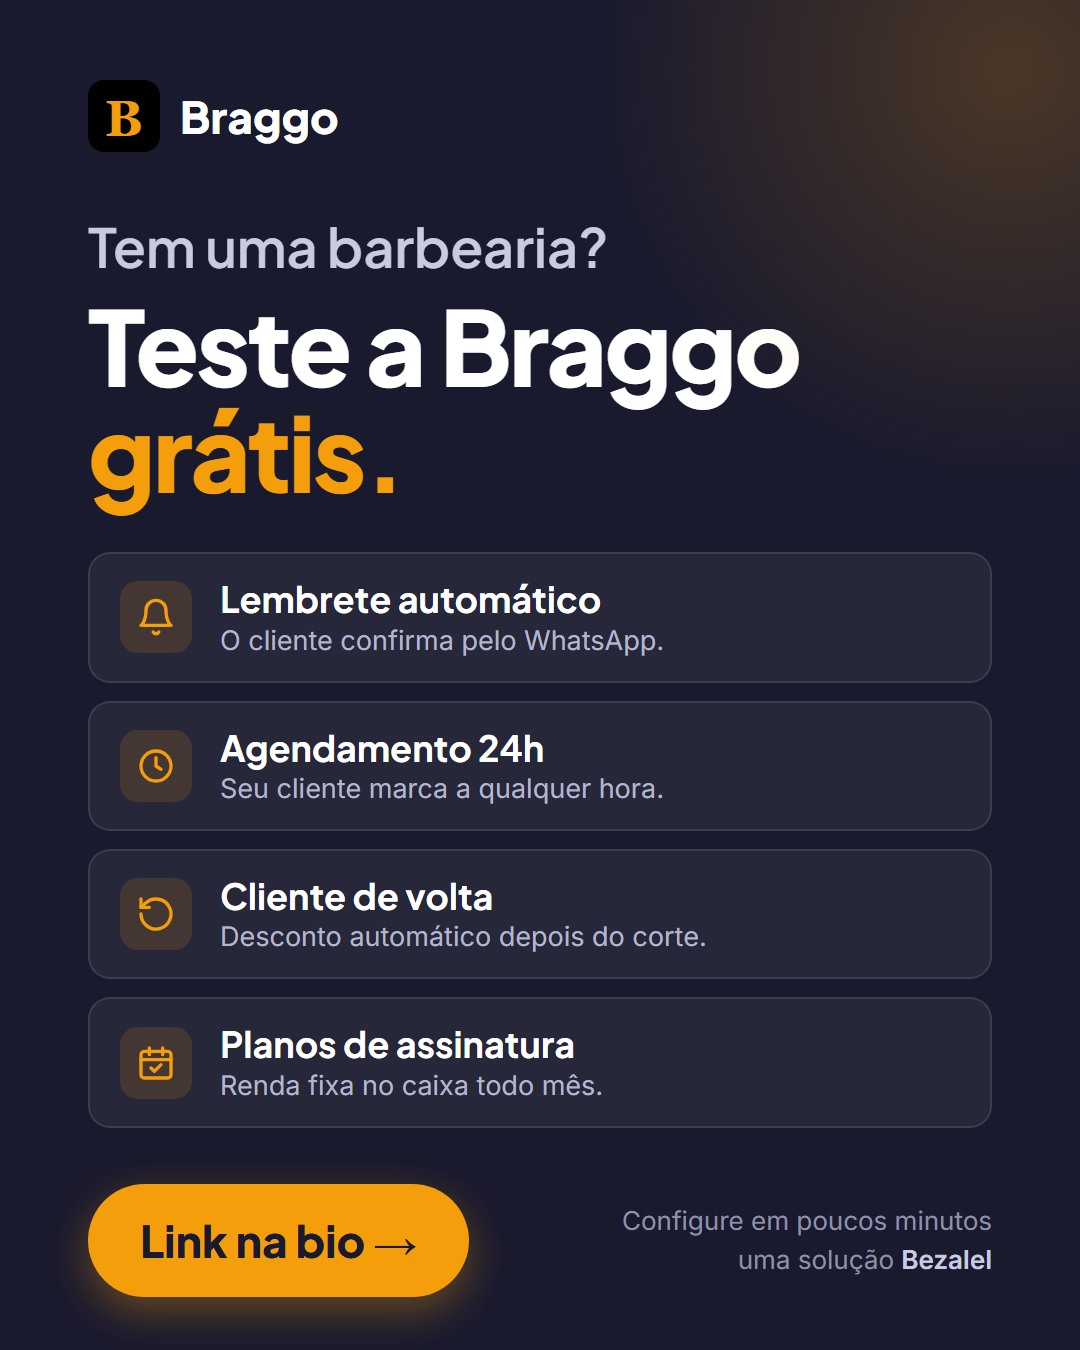 B Braggo
Tem uma barbearia?
Teste a Braggo
grátis.
Lembrete automático
O cliente confirma pelo WhatsApp.
Agendamento 24h
Seu cliente marca a qualquer hora.
Cliente de volta
Desconto automático depois do corte.
Planos de assinatura
Renda fixa no caixa todo mês.
Link na bio →
Configure em poucos minutos
uma solução Bezalel